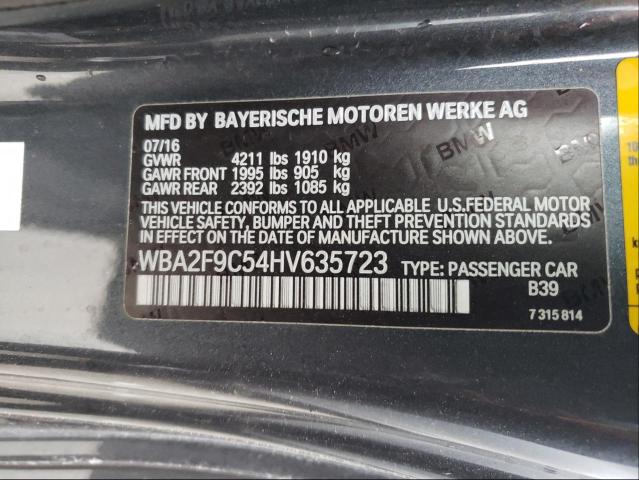 MFD BY BAYERISCHE MOTOREN WERKE AG
07/16
GVWR 4211 lbs 1910 kg
GAWR FRONT 1995 lbs 905 kg
GAWR REAR 2392 lbs 1085 kg
THIS VEHICLE CONFORMS TO ALL APPLICABLE U.S.FEDERAL MOTOR
VEHICLE SAFETY, BUMPER, AND THEFT PREVENTION STANDARDS
IN EFFECT ON THE DATE OF MANUFACTURE SHOWN ABOVE.
WBA2F9C54HV635723 TYPE: PASSENGER CAR
B39
7 315 814
BMW
BMW